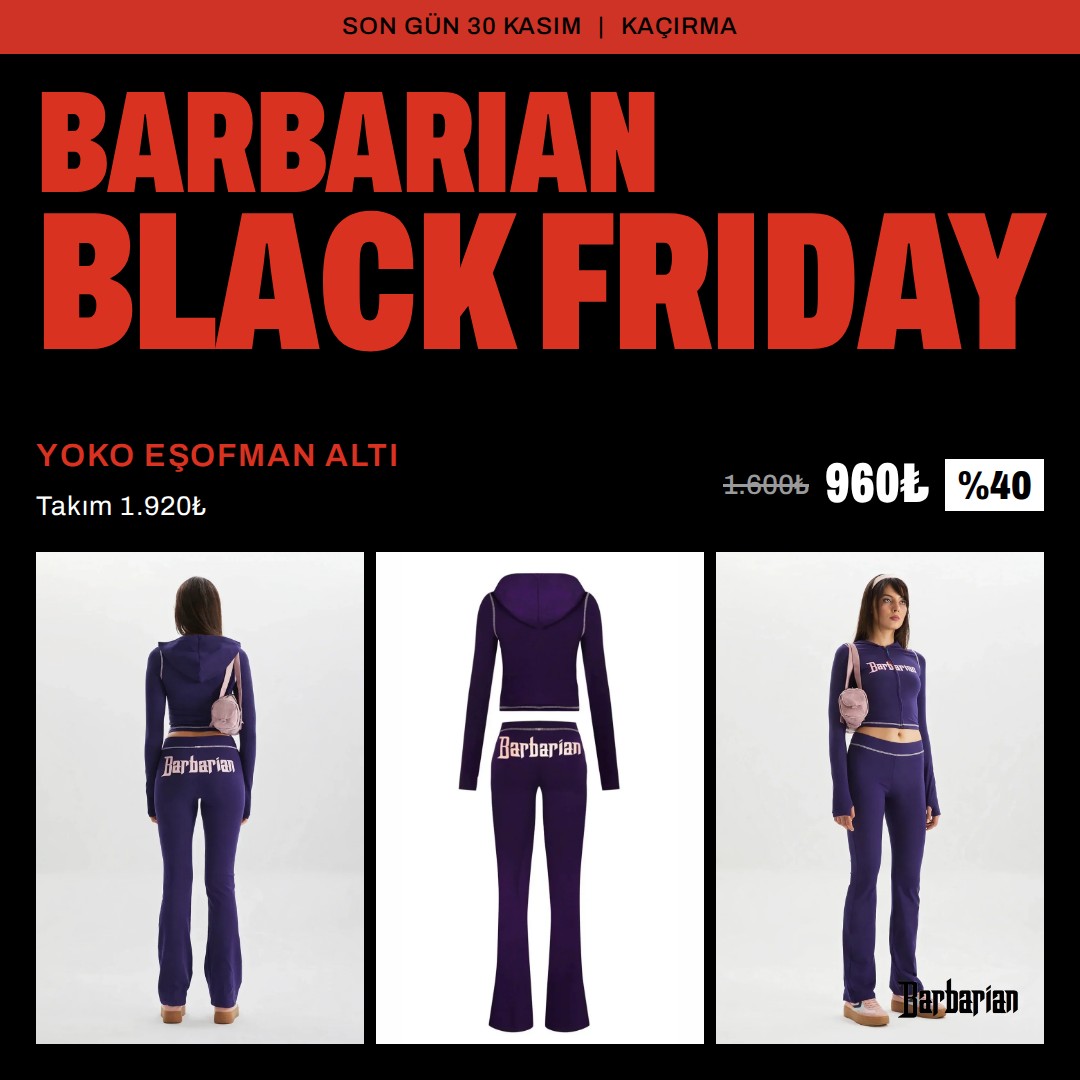 SON GÜN 30 KASIM | KAÇIRMA
BARBARIAN
BLACK FRIDAY
YOKO EŞOFMAN ALTI
Takım 1.920₺
1.600₺ 960₺ %40
Barbarian
Barbarian
Barbarian
Barbarian